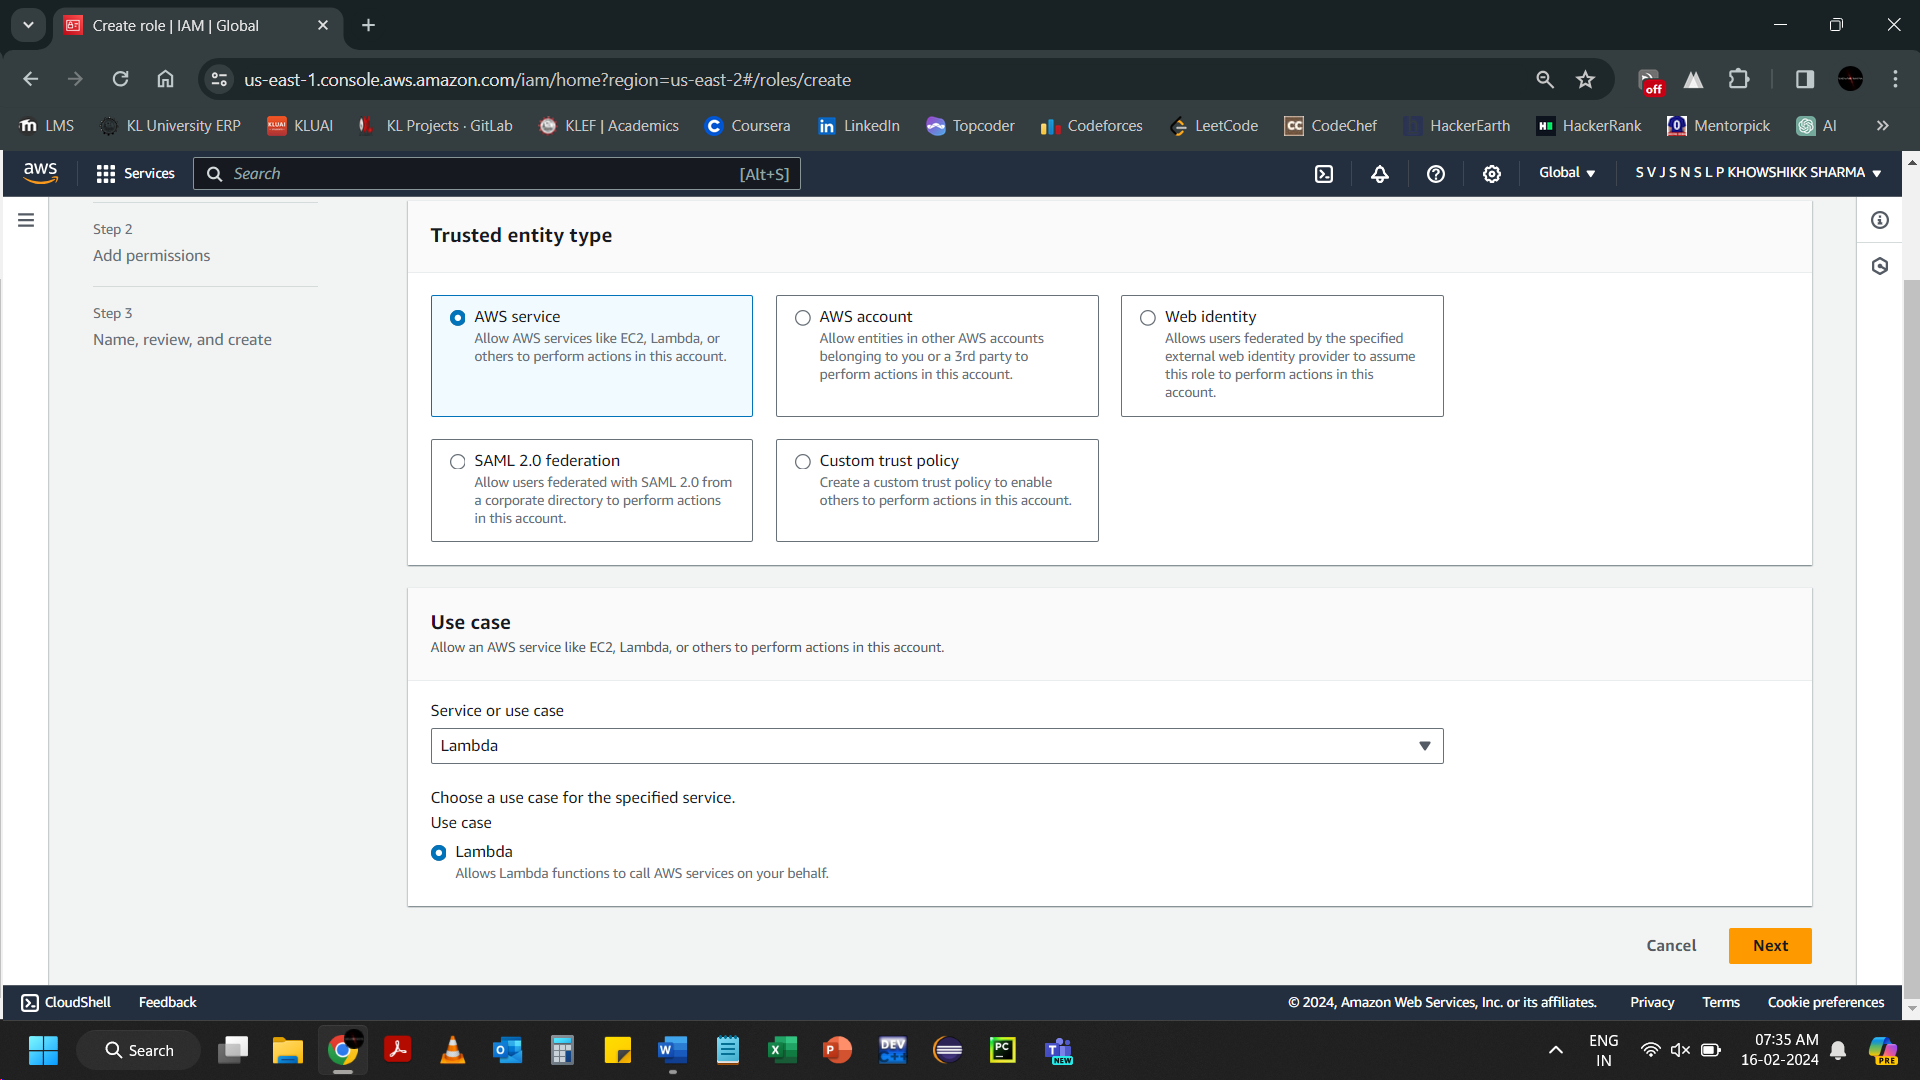 Create role | IAM | Global
us-east-1.console.aws.amazon.com/iam/home?region=us-east-2#/roles/create
off
LMS
KL University ERP
KLUAI
KL Projects · GitLab
KLEF | Academics
Coursera
LinkedIn
Topcoder
Codeforces
LeetCode
CodeChef
HackerEarth
HackerRank
Mentorpick
AI
aws
Services
Search
[Alt+S]
Global
S V J S N S L P KHOWSHIKK SHARMA
Step 2
Add permissions
Step 3
Name, review, and create
Trusted entity type
AWS service
Allow AWS services like EC2, Lambda, or
others to perform actions in this account.
AWS account
Allow entities in other AWS accounts
belonging to you or a 3rd party to
perform actions in this account.
Web identity
Allows users federated by the specified
external web identity provider to assume
this role to perform actions in this
account.
SAML 2.0 federation
Allow users federated with SAML 2.0 from
a corporate directory to perform actions
in this account.
Custom trust policy
Create a custom trust policy to enable
others to perform actions in this account.
Use case
Allow an AWS service like EC2, Lambda, or others to perform actions in this account.
Service or use case
Lambda
Choose a use case for the specified service.
Use case
Lambda
Allows Lambda functions to call AWS services on your behalf.
Cancel
Next
CloudShell
Feedback
© 2024, Amazon Web Services, Inc. or its affiliates.
Privacy
Terms
Cookie preferences
Search
DEV
PC
NEW
ENG
IN
07:35 AM
16-02-2024
PRE